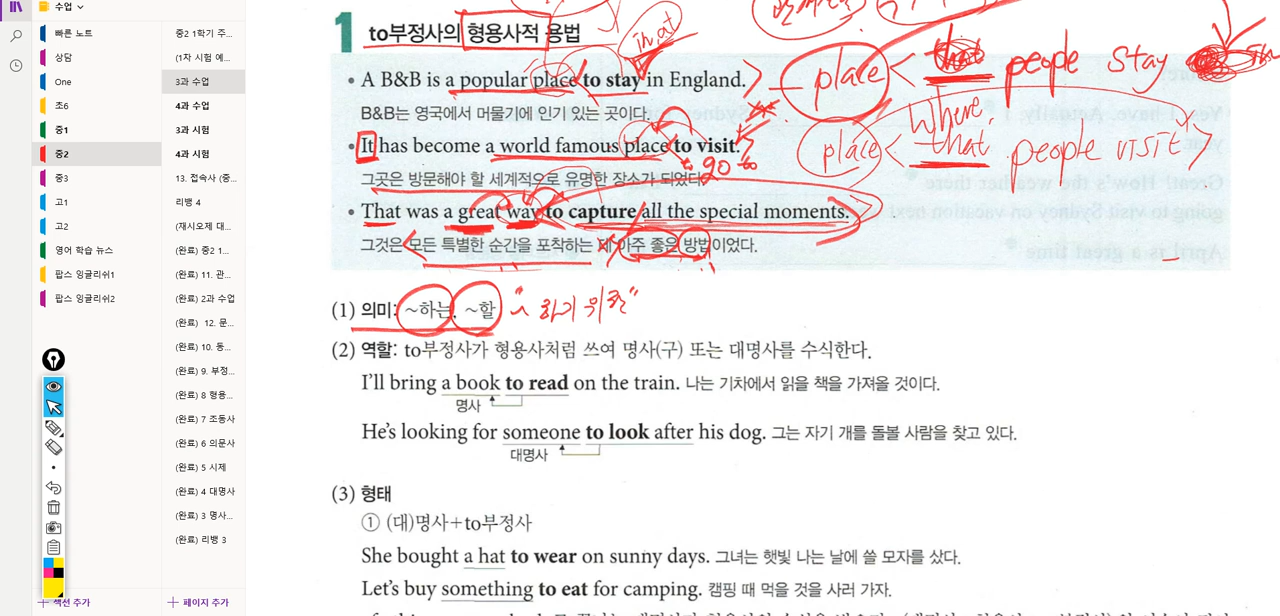 수업
빠른 노트
상담
One
초6
중1
중2
중3
고1
고2
영어 학습 뉴스
팝스 잉글리쉬1
팝스 잉글리쉬2
섹션 추가
중2 1학기 주...
(1차 시험 예...
3과 수업
4과 수업
3과 시험
4과 시험
13. 접속사 (중...
리뱅 4
(재시오제 대...
(완료) 중2 1...
(완료) 11. 관...
(완료) 2과 수업
(완료) 12. 문...
(완료) 10. 동...
(완료) 9. 부정...
(완료) 8 형용...
(완료) 7 조동사
(완료) 6 의문사
(완료) 5 시제
(완료) 4 대명사
(완료) 3 명사...
(완료) 리뱅 3
페이지 추가
1 to부정사의 형용사적 용법
that
• A B&B is a popular place to stay in England.
place < that people stay
B&B는 영국에서 머물기에 인기 있는 곳이다.
• It has become a world famous place to visit.
where
place < that people visit >
go to
그곳은 방문해야 할 세계적으로 유명한 장소가 되었다.
• That was a great way to capture all the special moments.
그것은 모든 특별한 순간을 포착하는 데 아주 좋은 방법이었다.
(1) 의미: ~하는, ~할 "~하기 위한"
(2) 역할: to부정사가 형용사처럼 쓰여 명사(구) 또는 대명사를 수식한다.
I'll bring a book to read on the train. 나는 기차에서 읽을 책을 가져올 것이다.
명사
He's looking for someone to look after his dog. 그는 자기 개를 돌볼 사람을 찾고 있다.
대명사
(3) 형태
① (대)명사+to부정사
She bought a hat to wear on sunny days. 그녀는 햇빛 나는 날에 쓸 모자를 샀다.
Let's buy something to eat for camping. 캠핑 때 먹을 것을 사러 가자.